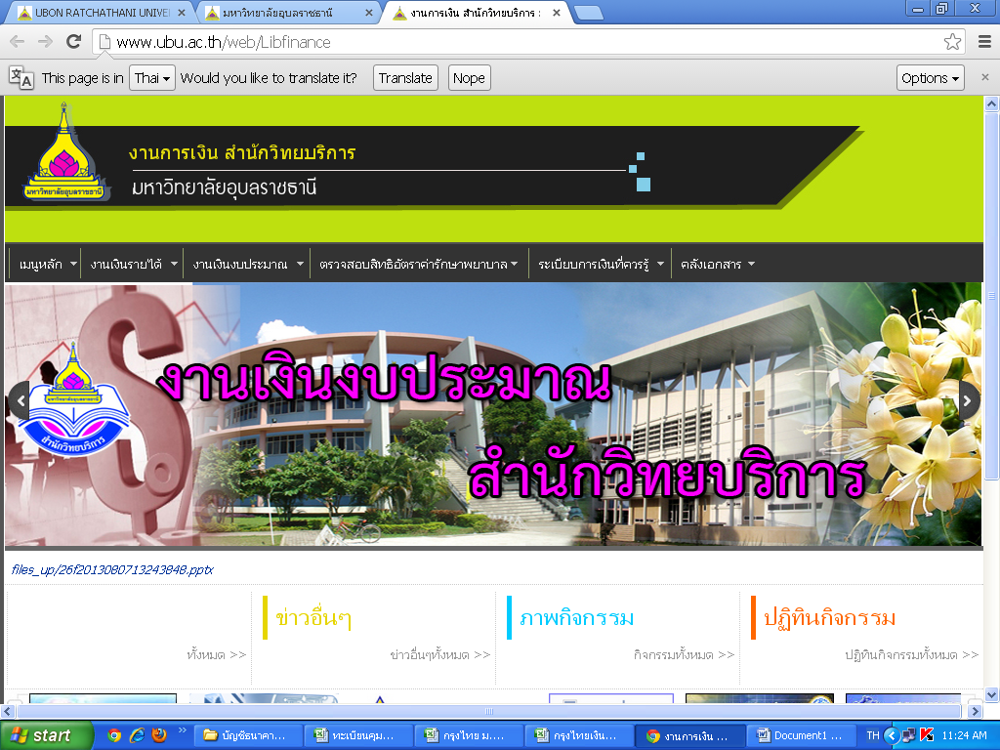 UBON RATCHATHANI UNIVE
มหาวิทยาลัยอุบลราชธานี
งานการเงิน สำนักวิทยบริการ :
www.ubu.ac.th/web/Libfinance
This page is in Thai Would you like to translate it? Translate Nope Options
งานการเงิน สำนักวิทยบริการ
มหาวิทยาลัยอุบลราชธานี
มหาวิทยาลัยอุบลราชธานี
เมนูหลัก งานเงินรายได้ งานเงินงบประมาณ ตรวจสอบสิทธิอัตราค่ารักษาพยาบาล ระเบียบการเงินที่ควรรู้ คลังเอกสาร
งานเงินงบประมาณ
มหาวิทยาลัยอุบลราชธานี
สำนักวิทยบริการ
สำนักวิทยบริการ
files_up/26f2013080713243848.pptx
ข่าวอื่นๆ ภาพกิจกรรม ปฏิทินกิจกรรม
ทั้งหมด >> ข่าวอื่นๆทั้งหมด >> กิจกรรมทั้งหมด >> ปฏิทินกิจกรรมทั้งหมด >>
start บัญชีธนาคา... ทะเบียนคุม... กรุงไทย ม.... กรุงไทยเงิน... งานการเงิน ... Document1 ... TH 11:24 AM